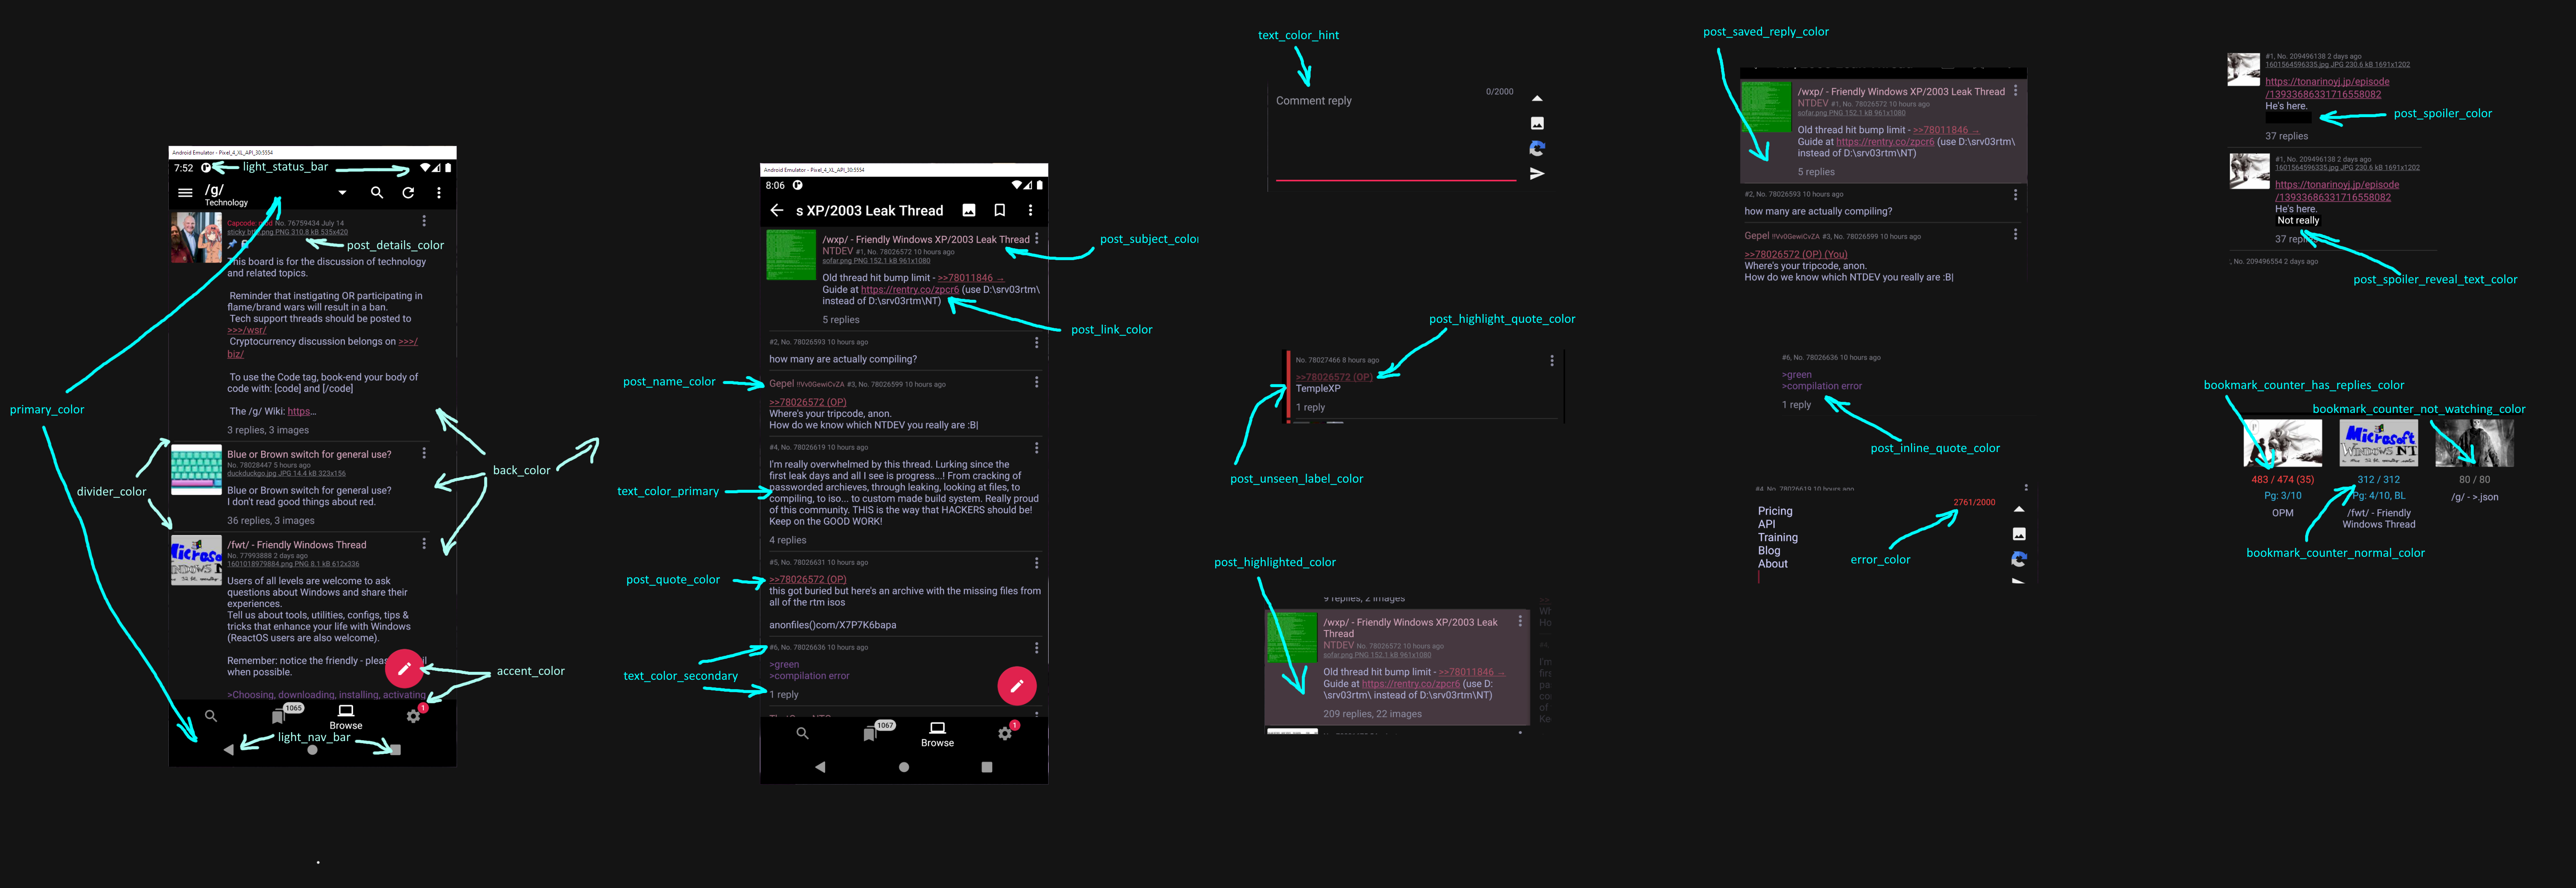 Android Emulator - Pixel_4_XL_API_30:5554
7:52
light_status_bar
/g/
Technology
Capcode: No. 76759434 July 14
sticky btfo.png PNG 310.8 kB 535x420
post_details_color
This board is for the discussion of technology
and related topics.
Reminder that instigating OR participating in
flame/brand wars will result in a ban.
Tech support threads should be posted to
>>>/wsr/
Cryptocurrency discussion belongs on >>>/
biz/
To use the Code tag, book-end your body of
code with: [code] and [/code]
The /g/ Wiki: https...
3 replies, 3 images
primary_color
divider_color
back_color
Blue or Brown switch for general use?
No. 78028447 5 hours ago
duckduckgo.jpg JPG 14.4 kB 323x156
Blue or Brown switch for general use?
I don't read good things about red.
36 replies, 3 images
/fwt/ - Friendly Windows Thread
No. 77993888 2 days ago
1601018979884.png PNG 8.1 kB 612x336
Users of all levels are welcome to ask
questions about Windows and share their
experiences.
Tell us about tools, utilities, configs, tips &
tricks that enhance your life with Windows
(ReactOS users are also welcome).
Remember: notice the friendly -
when possible.
>Choosing, downloading, installing, activating
accent_color
1065
1
Browse
light_nav_bar
Android Emulator - Pixel_4_XL_API_30:5554
8:06
s XP/2003 Leak Thread
/wxp/ - Friendly Windows XP/2003 Leak Thread
NTDEV #1, No. 78026572 10 hours ago
sofar.png PNG 152.1 kB 961x1080
Old thread hit bump limit - >>78011846 →
Guide at https://rentry.co/zpcr6 (use D:\srv03rtm\
instead of D:\srv03rtm\NT)
5 replies
post_subject_color
post_link_color
#2, No. 78026593 10 hours ago
how many are actually compiling?
post_name_color
Gepel !!Vv0GewiCvZA #3, No. 78026599 10 hours ago
>>78026572 (OP)
Where's your tripcode, anon.
How do we know which NTDEV you really are :B|
#4, No. 78026619 10 hours ago
I'm really overwhelmed by this thread. Lurking since the
first leak days and all I see is progress...! From cracking of
passworded archives, through leaking, looking at files, to
compiling, to iso... to custom made build system. Really proud
of this community. THIS is the way that HACKERS should be!
Keep on the GOOD WORK!
4 replies
text_color_primary
#5, No. 78026631 10 hours ago
post_quote_color
>>78026572 (OP)
this got buried but here's an archive with the missing files from
all of the rtm isos
anonfiles()com/X7P7K6bapa
#6, No. 78026636 10 hours ago
>green
>compilation error
1 reply
text_color_secondary
1067
1
Browse
text_color_hint
0/2000
Comment reply
No. 78027466 8 hours ago
>>78026572 (OP)
TempleXP
1 reply
post_highlight_quote_color
post_unseen_label_color
post_highlighted_color
9 replies, 2 images
/wxp/ - Friendly Windows XP/2003 Leak
Thread
NTDEV No. 78026572 10 hours ago
sofar.png PNG 152.1 kB 961x1080
Old thread hit bump limit - >>78011846 →
Guide at https://rentry.co/zpcr6 (use D:
\srv03rtm\ instead of D:\srv03rtm\NT)
209 replies, 22 images
post_saved_reply_color
/wxp/ - Friendly Windows XP/2003 Leak Thread
NTDEV #1, No. 78026572 10 hours ago
sofar.png PNG 152.1 kB 961x1080
Old thread hit bump limit - >>78011846 →
Guide at https://rentry.co/zpcr6 (use D:\srv03rtm\
instead of D:\srv03rtm\NT)
5 replies
#2, No. 78026593 10 hours ago
how many are actually compiling?
Gepel !!Vv0GewiCvZA #3, No. 78026599 10 hours ago
>>78026572 (OP) (You)
Where's your tripcode, anon.
How do we know which NTDEV you really are :B|
#6, No. 78026636 10 hours ago
>green
>compilation error
1 reply
post_inline_quote_color
#4, No. 78026619 10 hours ago
2761/2000
Pricing
API
Training
Blog
About
error_color
#1, No. 209496138 2 days ago
1601564596335.jpg JPG 230.6 kB 1691x1202
https://tonarinoyj.jp/episode
/13933686331716558082
He's here.
37 replies
post_spoiler_color
#1, No. 209496138 2 days ago
1601564596335.jpg JPG 230.6 kB 1691x1202
https://tonarinoyj.jp/episode
/13933686331716558082
He's here.
Not really
37 replies
, No. 209496554 2 days ago
post_spoiler_reveal_text_color
bookmark_counter_has_replies_color
bookmark_counter_not_watching_color
Microsoft
WINDOWS NT
483 / 474 (35)
312 / 312
80 / 80
Pg: 3/10
Pg: 4/10, BL
/g/ - >.json
OPM
/fwt/ - Friendly
Windows Thread
bookmark_counter_normal_color